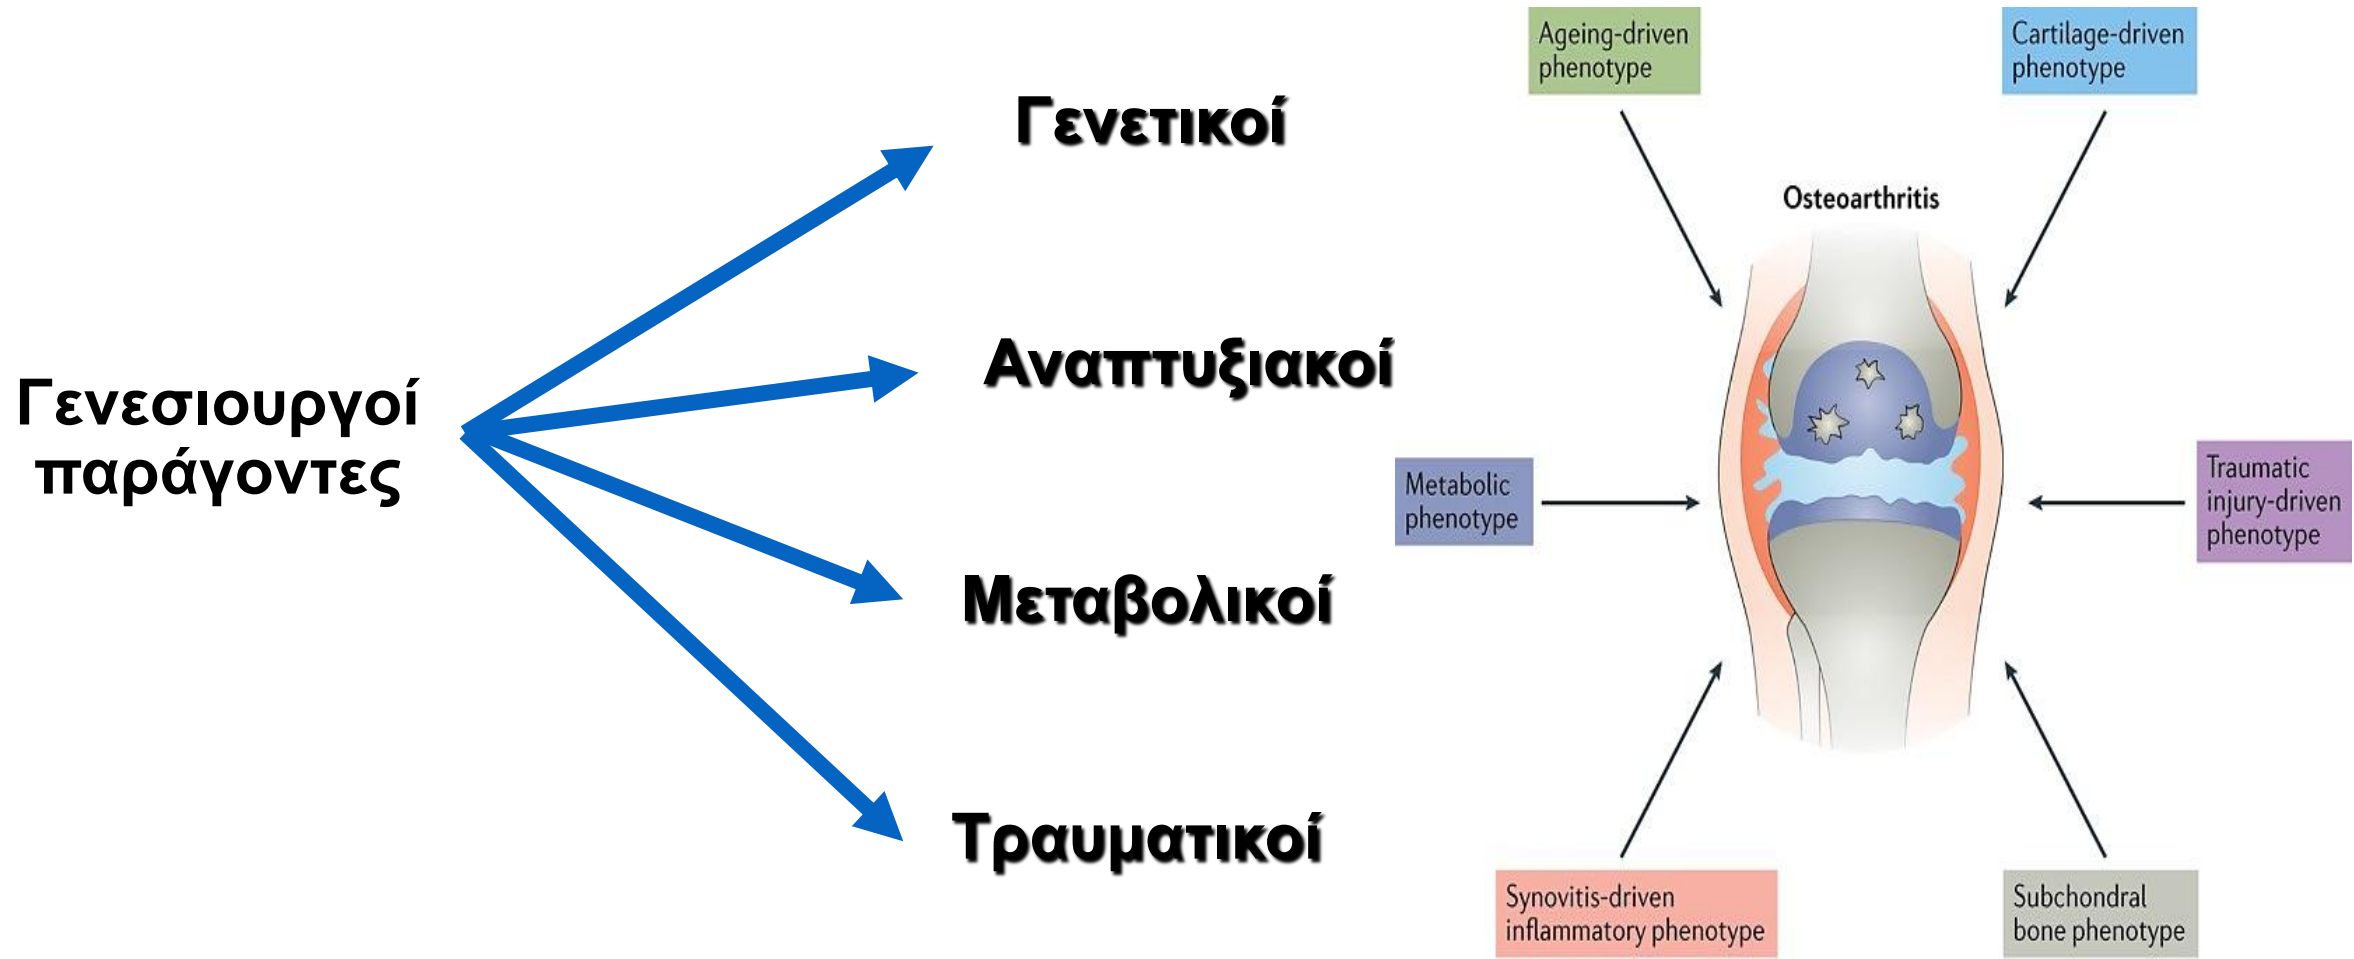 Γενεσιουργοί
παράγοντες
Γενετικοί
Αναπτυξιακοί
Μεταβολικοί
Τραυματικοί
Ageing-driven
phenotype
Cartilage-driven
phenotype
Osteoarthritis
Metabolic
phenotype
Traumatic
injury-driven
phenotype
Synovitis-driven
inflammatory phenotype
Subchondral
bone phenotype